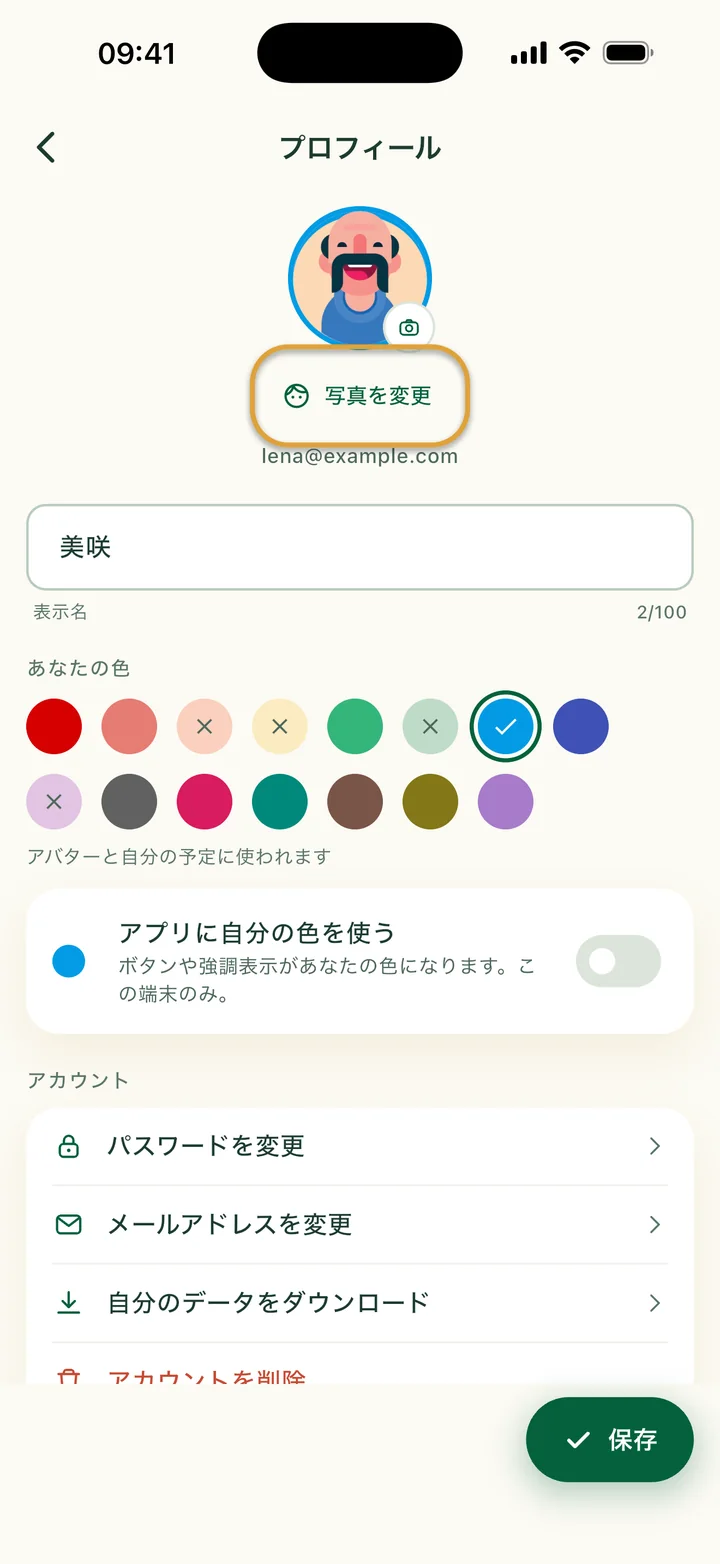 09:41
プロフィール
写真を変更
lena@example.com
美咲
表示名
2/100
あなたの色
アバターと自分の予定に使われます
アプリに自分の色を使う
ボタンや強調表示があなたの色になります。こ
の端末のみ。
アカウント
パスワードを変更
メールアドレスを変更
自分のデータをダウンロード
アカウントを削除
保存